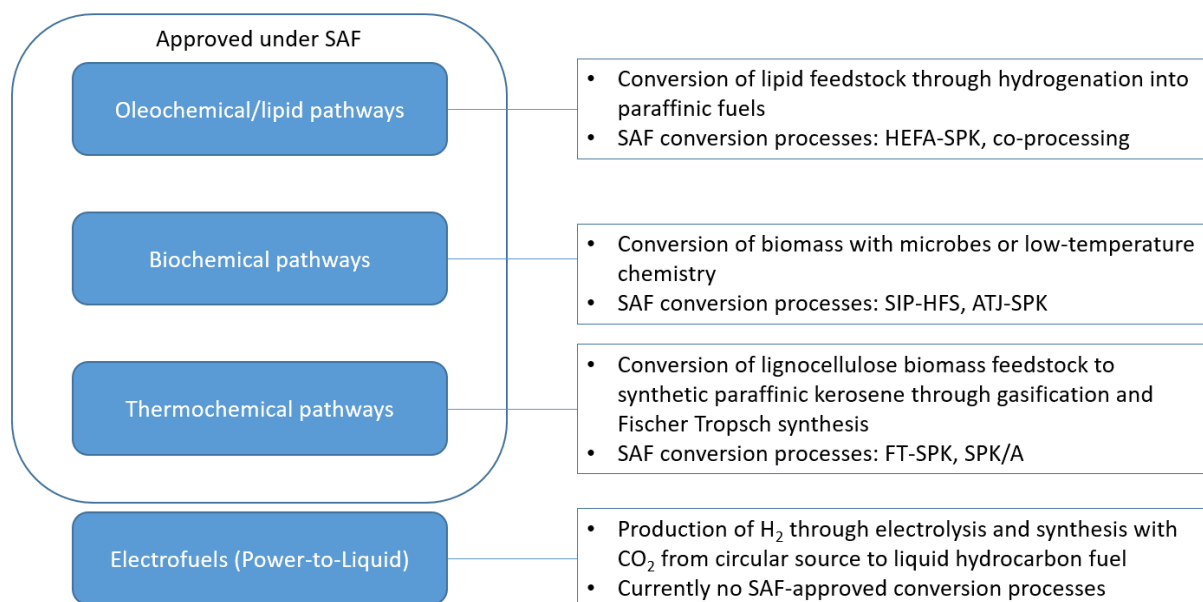 Approved under SAF
Oleochemical/lipid pathways
• Conversion of lipid feedstock through hydrogenation into
paraffinic fuels
• SAF conversion processes: HEFA-SPK, co-processing
Biochemical pathways
• Conversion of biomass with microbes or low-temperature
chemistry
• SAF conversion processes: SIP-HFS, ATJ-SPK
Thermochemical pathways
• Conversion of lignocellulose biomass feedstock to
synthetic paraffinic kerosene through gasification and
Fischer Tropsch synthesis
• SAF conversion processes: FT-SPK, SPK/A
Electrofuels (Power-to-Liquid)
• Production of H₂ through electrolysis and synthesis with
CO₂ from circular source to liquid hydrocarbon fuel
• Currently no SAF-approved conversion processes